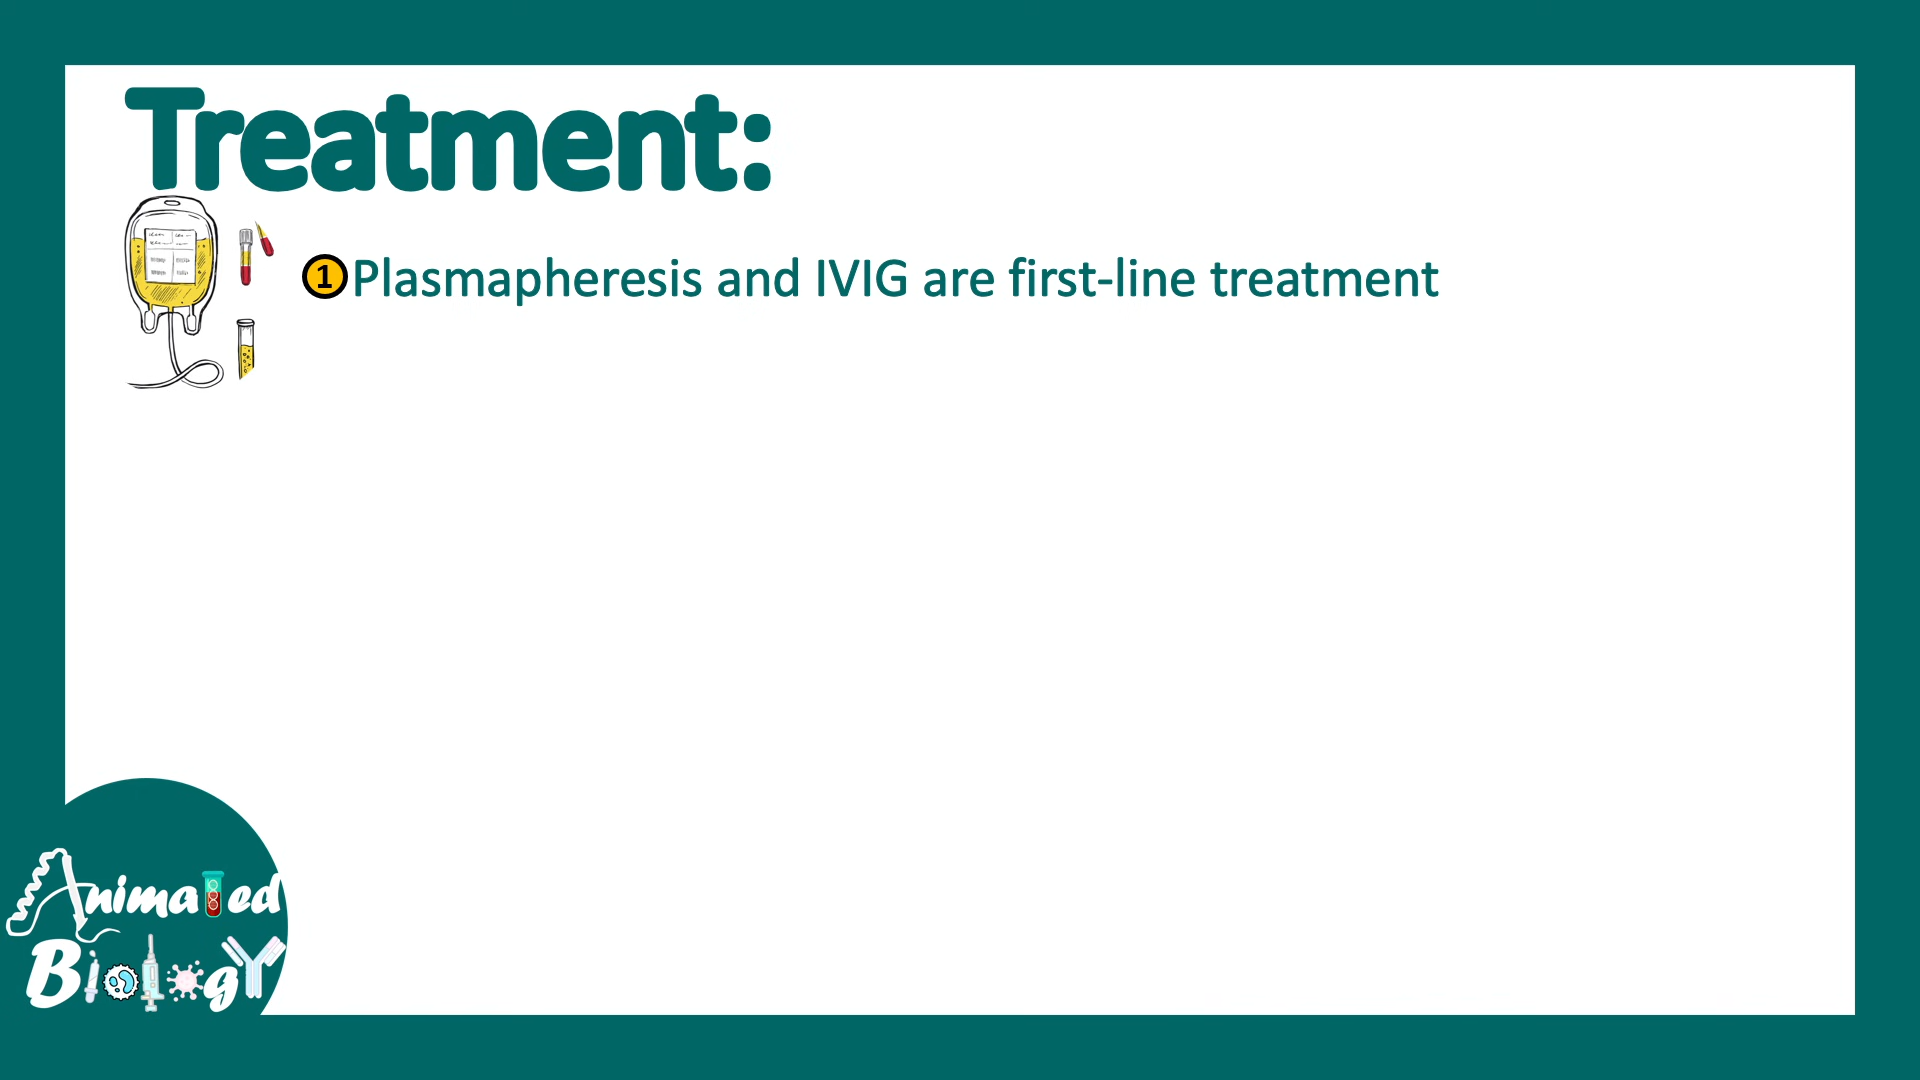 Treatment:
1 Plasmapheresis and IVIG are first-line treatment
Animated
Biology